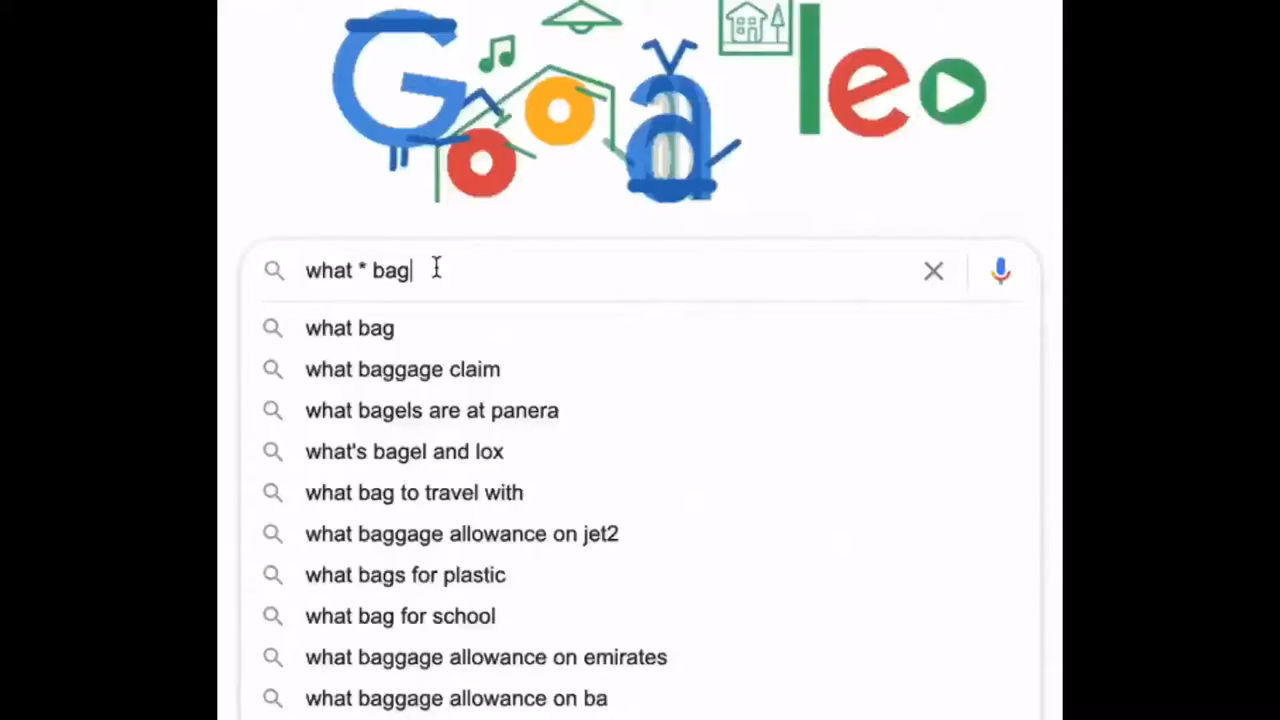 Google
what * bag
what bag
what baggage claim
what bagels are at panera
what's bagel and lox
what bag to travel with
what baggage allowance on jet2
what bags for plastic
what bag for school
what baggage allowance on emirates
what baggage allowance on ba